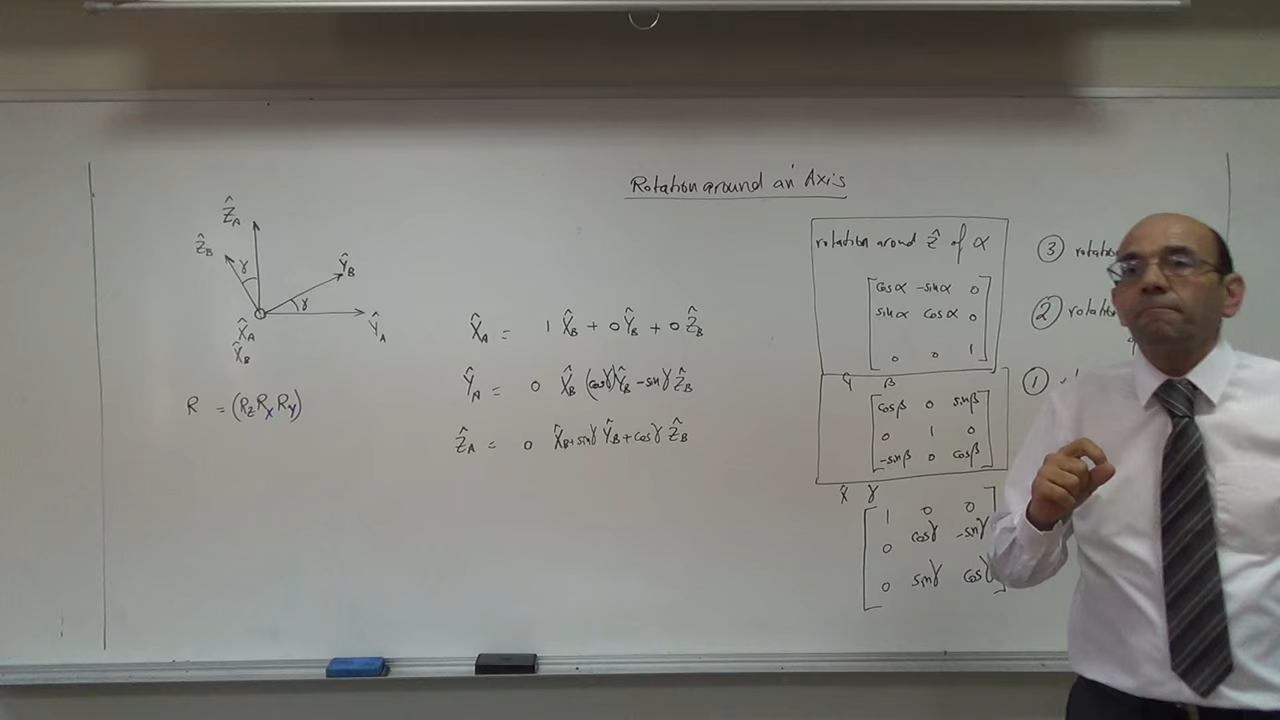 Rotation around an Axis
Ẑ_A
Ẑ_B
γ
Ŷ_B
γ
Ŷ_A
X̂_A
X̂_B
R = (R_Z R_X R_Y)
X̂_A = 1 X̂_B + 0 Ŷ_B + 0 Ẑ_B
Ŷ_A = 0 X̂_B (cosγ) Ŷ_B - sinγ Ẑ_B
Ẑ_A = 0 X̂_B + sinγ Ŷ_B + cosγ Ẑ_B
rotation around ẑ of α
cosα -sinα 0
sinα cosα 0
0 0 1
Ŷ β
cosβ 0 sinβ
0 1 0
-sinβ 0 cosβ
X̂ γ
1 0 0
0 cosγ -sinγ
0 sinγ cosγ
③ rotation
② rotation
①